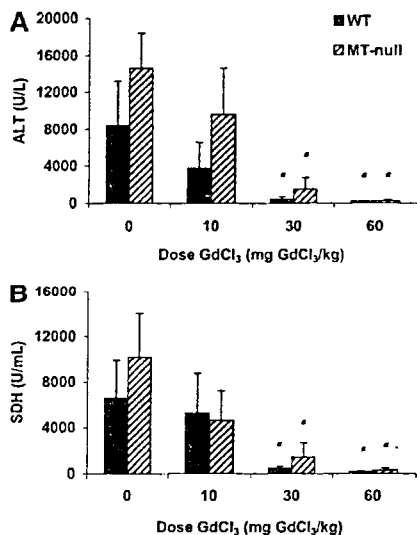 A
WT
MT-null
ALT (U/L)
20000
16000
12000
8000
4000
0
0 10 30 60
Dose GdCl₃ (mg GdCl₃/kg)
B
SDH (U/mL)
16000
12000
8000
4000
0
0 10 30 60
Dose GdCl₃ (mg GdCl₃/kg)